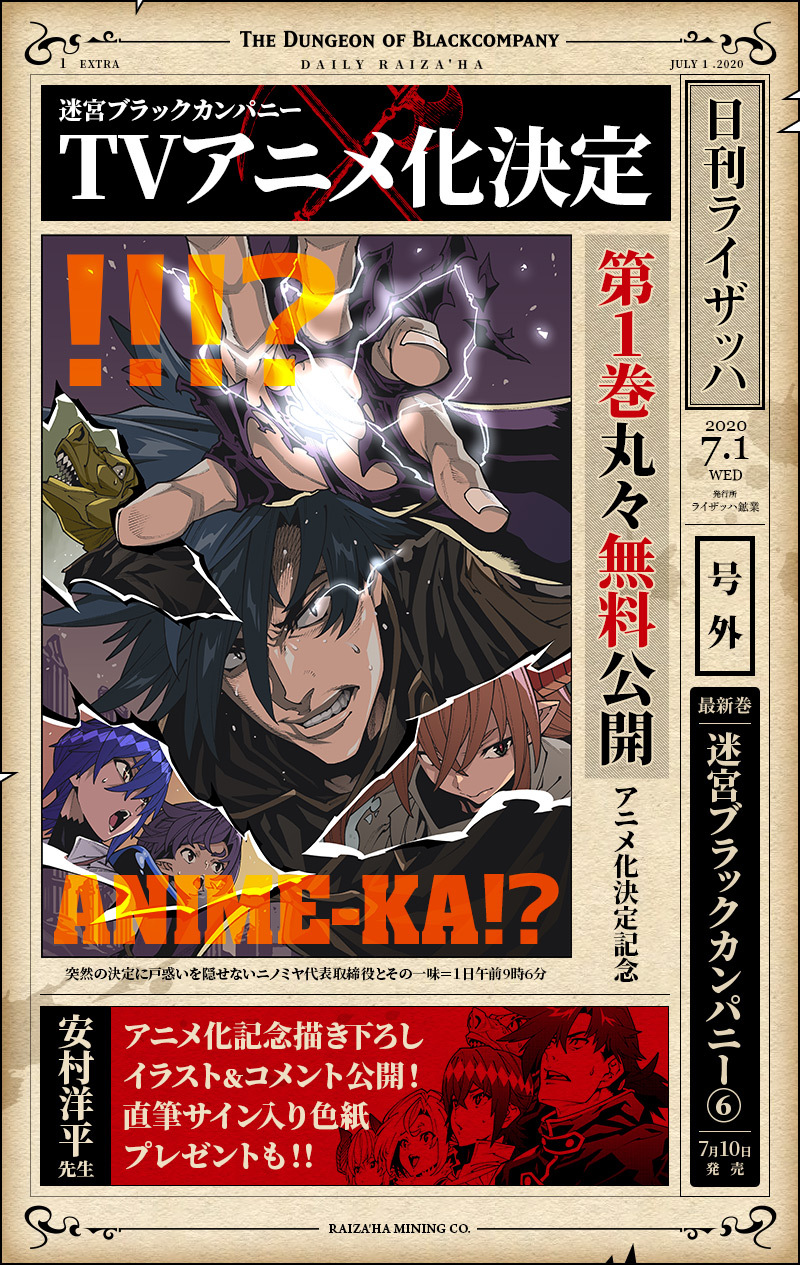 THE DUNGEON OF BLACKCOMPANY
1 EXTRA
DAILY RAIZA'HA
JULY 1 .2020
迷宮ブラックカンパニー
TVアニメ化決定
日刊ライザッハ
2020
7.1
WED
発行所
ライザッハ鉱業
号外
最新巻
迷宮ブラックカンパニー⑥
7月10日
発売
第1巻丸々無料公開
アニメ化決定記念
!!!?
ANIME-KA!?
突然の決定に戸惑いを隠せないニノミヤ代表取締役とその一味=1日午前9時6分
安村洋平
先生
アニメ化記念描き下ろし
イラスト&コメント公開!
直筆サイン入り色紙
プレゼントも!!
RAIZA'HA MINING CO.